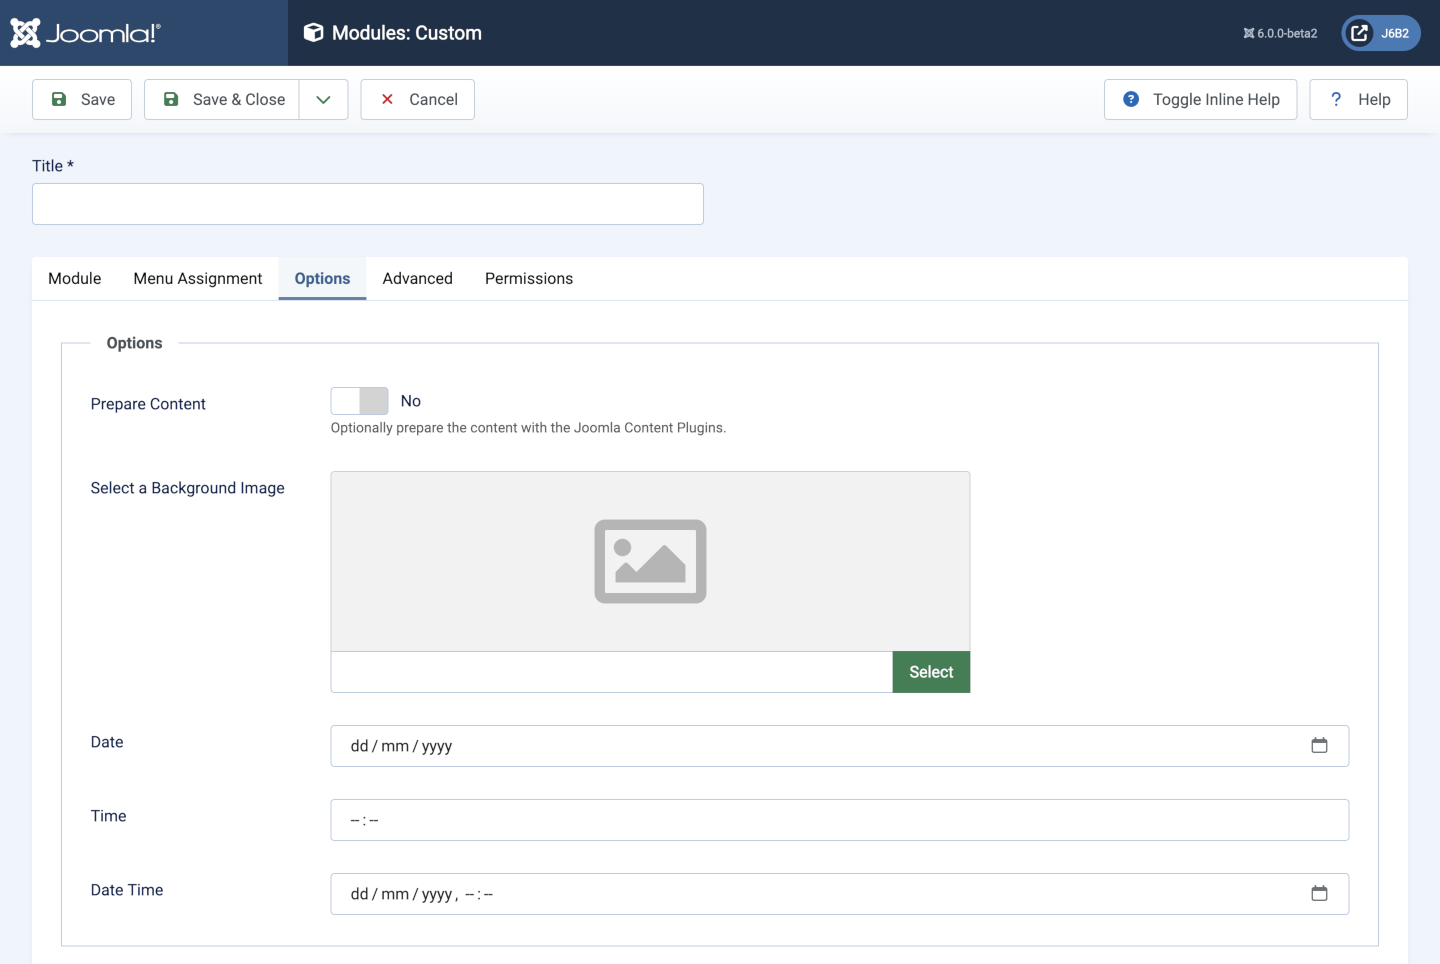 Joomla!®
Modules: Custom
6.0.0-beta2
J6B2
Save
Save & Close
Cancel
Toggle Inline Help
Help
Title *
Module
Menu Assignment
Options
Advanced
Permissions
Options
Prepare Content
No
Optionally prepare the content with the Joomla Content Plugins.
Select a Background Image
Select
Date
dd / mm / yyyy
Time
-- : --
Date Time
dd / mm / yyyy , -- : --